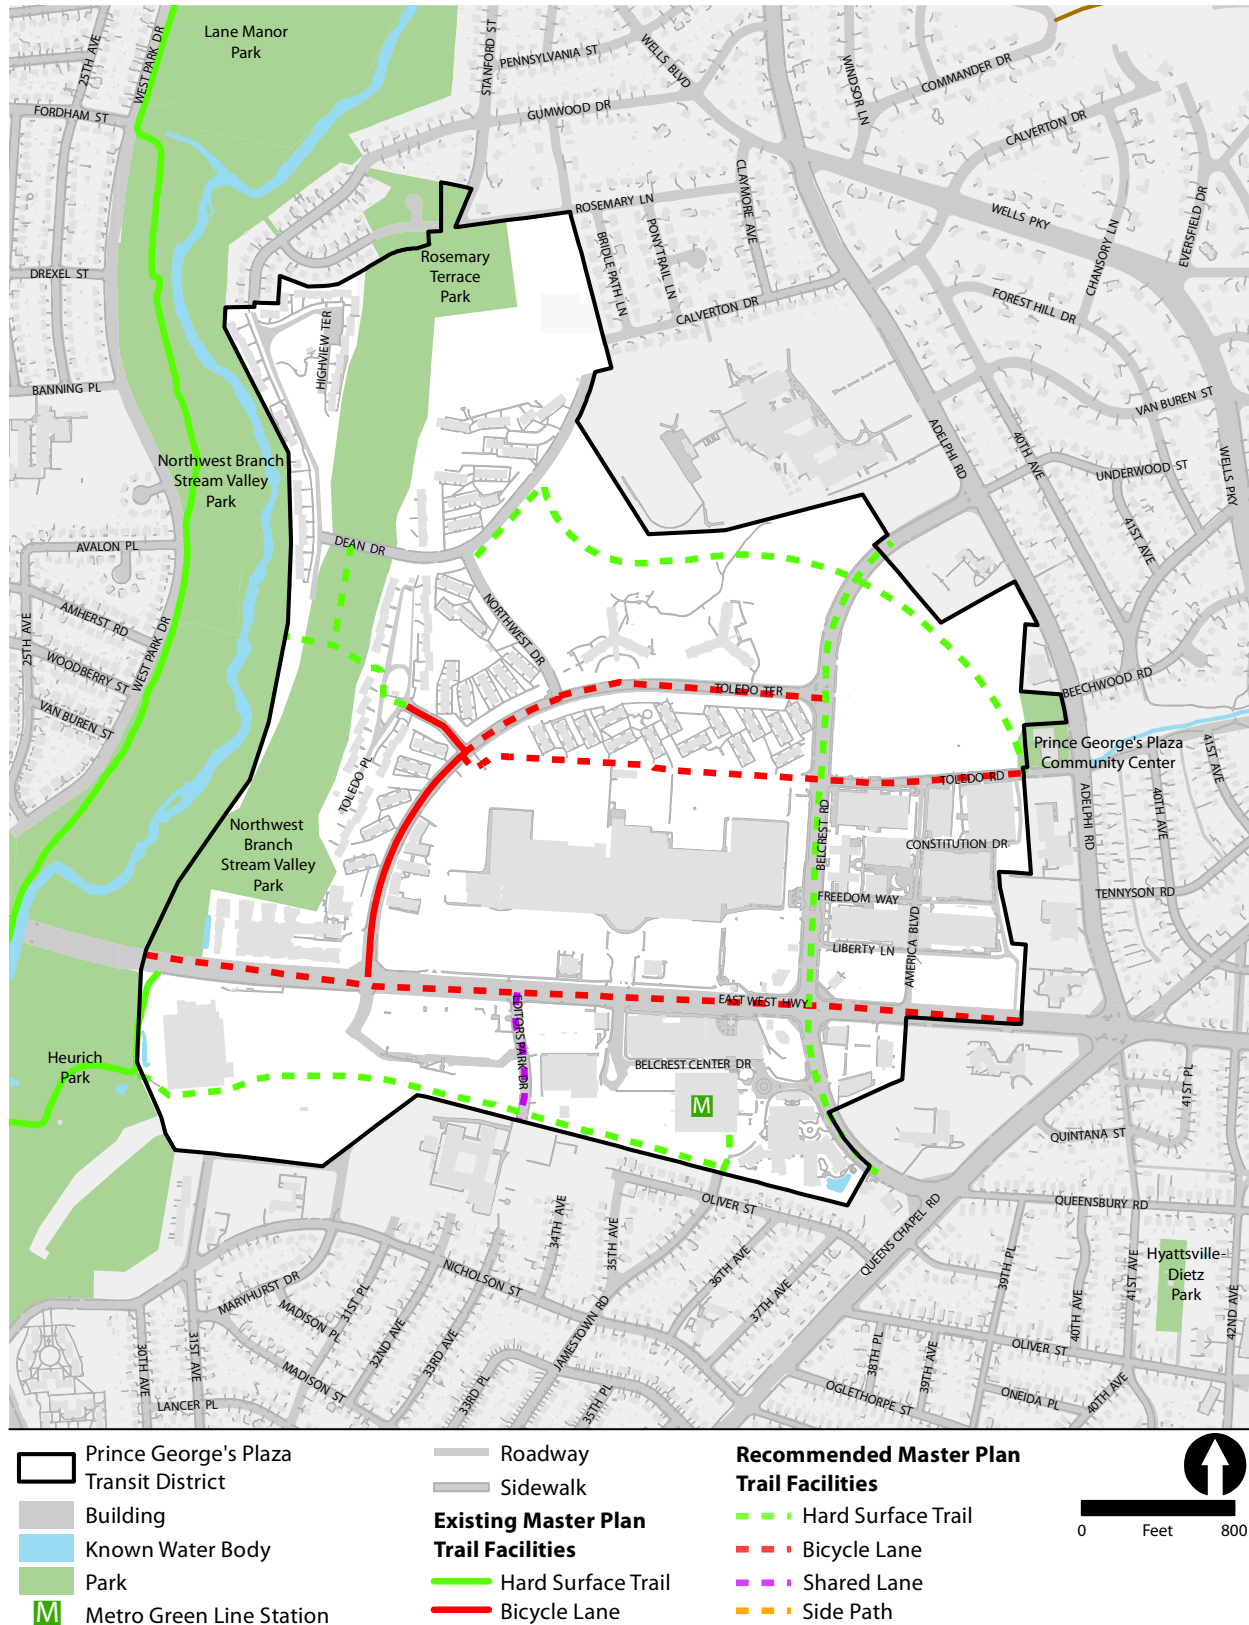 Lane Manor
Park
25TH AVE
WEST PARK DR
STANFORD ST
PENNSYLVANIA ST
WELLS BLVD
WINDSOR LN
COMMANDER DR
FORDHAM ST
GUMWOOD DR
CALVERTON DR
CLAYMORE AVE
ROSEMARY LN
WELLS PKY
EVERSFIELD DR
BRIDLE PATH LN
PONYTRAIL LN
CHANSORY LN
Rosemary
Terrace
Park
DREXEL ST
FOREST HILL DR
CALVERTON DR
HIGHVIEW TER
BANNING PL
VAN BUREN ST
ADELPHI RD
40TH AVE
WELLS PKY
UNDERWOOD ST
Northwest Branch
Stream Valley
Park
41ST AVE
AVALON PL
DEAN DR
AMHERST RD
NORTHWEST DR
25TH AVE
WOODBERRY ST
WEST PARK DR
VAN BUREN ST
BEECHWOOD RD
TOLEDO TER
Prince George's Plaza
Community Center
41ST AVE
TOLEDO PL
TOLEDO RD
40TH AVE
ADELPHI RD
BELCREST RD
Northwest
Branch
Stream Valley
Park
CONSTITUTION DR
FREEDOM WAY
TENNYSON RD
AMERICA BLVD
LIBERTY LN
EAST WEST HWY
EDITORS PARK DR
Heurich
Park
BELCREST CENTER DR
M
41ST PL
QUINTANA ST
OLIVER ST
QUEENSBURY RD
34TH AVE
35TH AVE
QUEENS CHAPEL RD
36TH AVE
37TH AVE
39TH PL
41ST AVE
Hyattsville-
Dietz
Park
NICHOLSON ST
MARYHURST DR
MADISON PL
31ST PL
JAMESTOWN RD
40TH AVE
42ND AVE
32ND AVE
33RD AVE
30TH AVE
31ST AVE
MADISON ST
38TH PL
39TH AVE
OLIVER ST
LANCER PL
33RD PL
35TH PL
OGLETHORPE ST
ONEIDA PL
40TH AVE
Prince George's Plaza
Transit District
Building
Known Water Body
Park
M Metro Green Line Station
Roadway
Sidewalk
Existing Master Plan
Trail Facilities
Hard Surface Trail
Bicycle Lane
Recommended Master Plan
Trail Facilities
Hard Surface Trail
Bicycle Lane
Shared Lane
Side Path
0 Feet 800